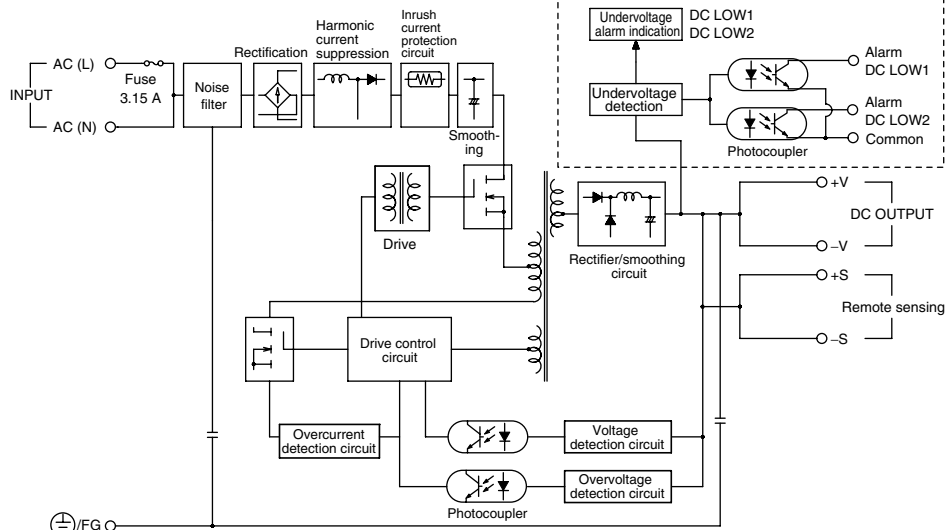 INPUT
AC (L)
AC (N)
Fuse
3.15 A
Noise
filter
Rectification
Harmonic
current
suppression
Inrush
current
protection
circuit
Smooth-
ing
Undervoltage
alarm indication
DC LOW1
DC LOW2
Undervoltage
detection
Photocoupler
Alarm
DC LOW1
Alarm
DC LOW2
Common
Drive
Rectifier/smoothing
circuit
+V
DC OUTPUT
−V
+S
Remote sensing
−S
Drive control
circuit
Overcurrent
detection circuit
Voltage
detection circuit
Overvoltage
detection circuit
Photocoupler
/FG